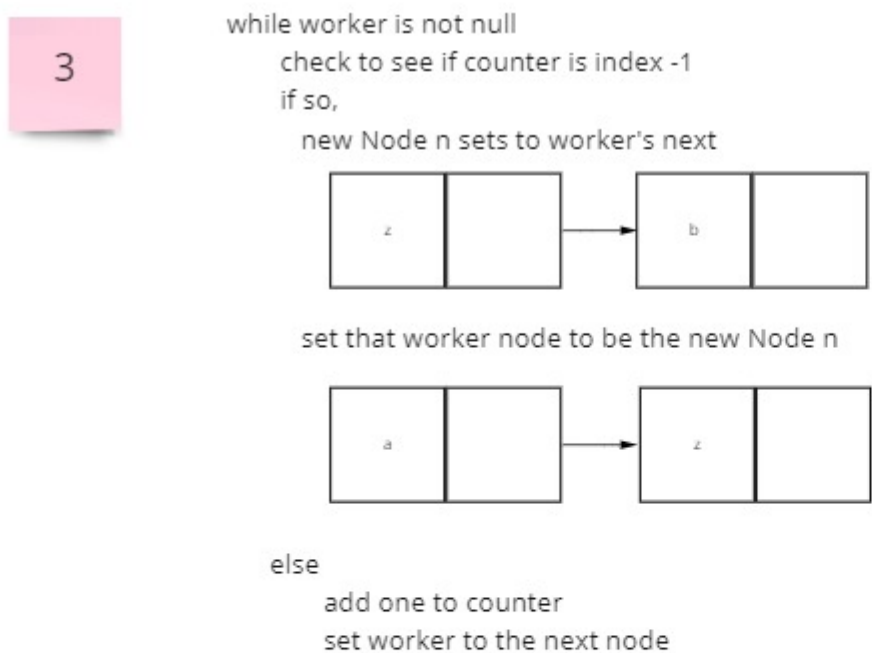 3
while worker is not null
check to see if counter is index -1
if so,
new Node n sets to worker's next
z
b
set that worker node to be the new Node n
a
z
else
add one to counter
set worker to the next node